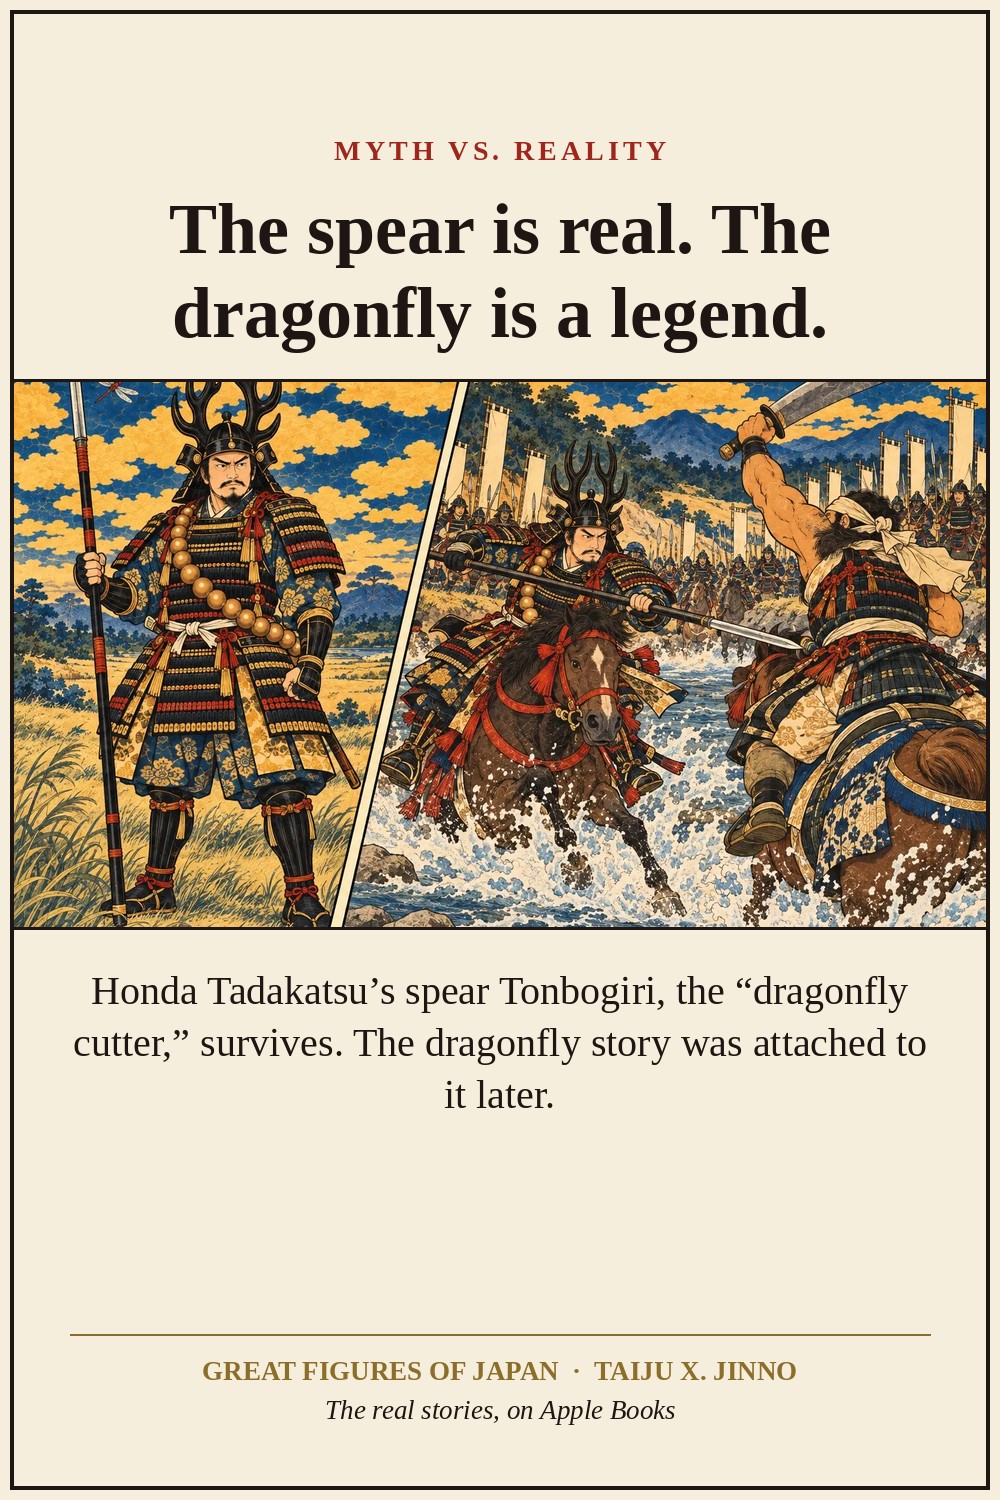 MYTH VS. REALITY
The spear is real. The
dragonfly is a legend.
Honda Tadakatsu’s spear Tonbogiri, the “dragonfly
cutter,” survives. The dragonfly story was attached to
it later.
GREAT FIGURES OF JAPAN · TAIJU X. JINNO
The real stories, on Apple Books